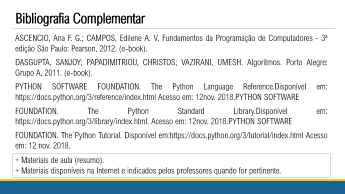 Bibliografia Complementar
ASCENCIO, Ana F. G.; CAMPOS, Edilene A. V. Fundamentos da Programação de Computadores - 3ª
edição São Paulo: Pearson, 2012. (e-book).
DASGUPTA, SANJOY; PAPADIMITRIOU, CHRISTOS; VAZIRANI, UMESH. Algoritmos. Porto Alegre:
Grupo A, 2011. (e-book).
PYTHON SOFTWARE FOUNDATION. The Python Language Reference.Disponível em:
https://docs.python.org/3/reference/index.html Acesso em: 12nov. 2018.PYTHON SOFTWARE
FOUNDATION. The Python Standard Library.Disponível em:
https://docs.python.org/3/library/index.html. Acesso em: 12nov. 2018.PYTHON SOFTWARE
FOUNDATION. The Python Tutorial. Disponível em:https://docs.python.org/3/tutorial/index.html Acesso
em: 12 nov. 2018.
+ Materiais de aula (resumo).
+ Materiais disponíveis na Internet e indicados pelos professores quando for pertinente.